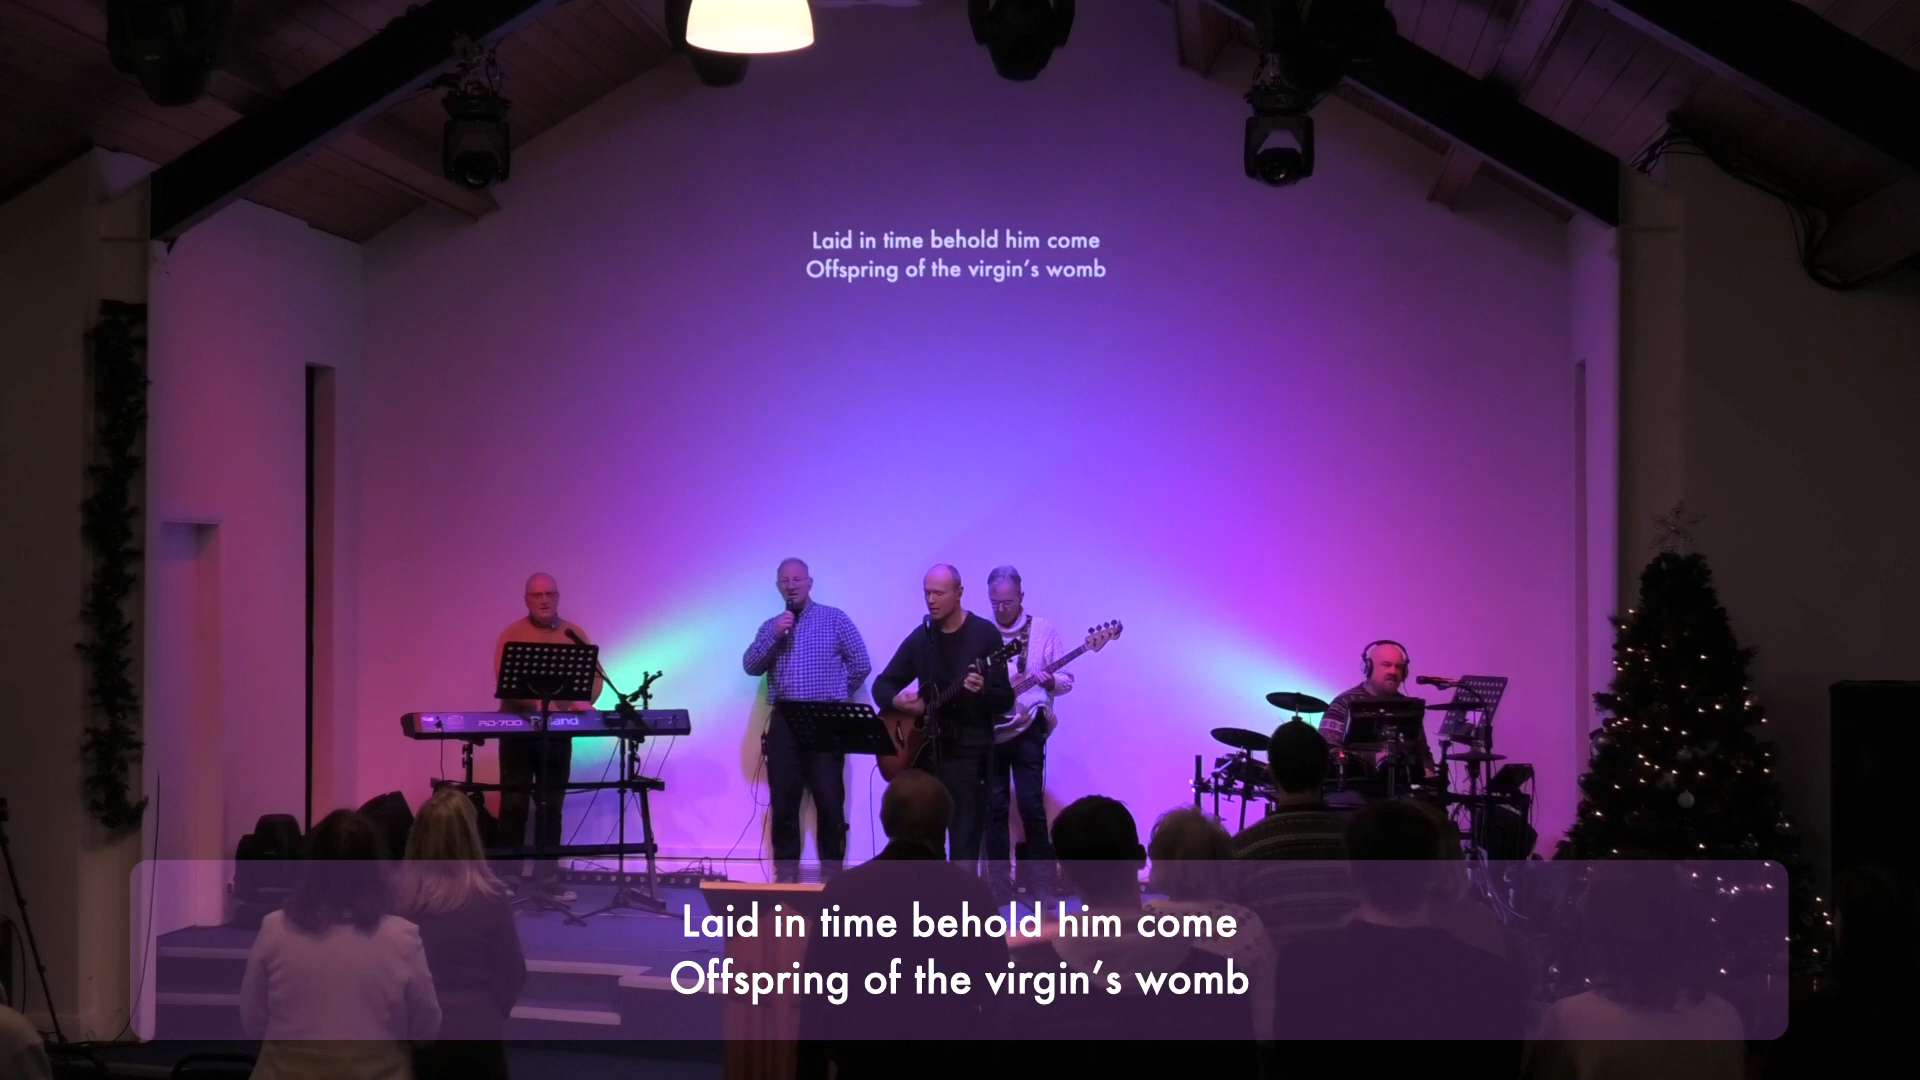 Laid in time behold him come
Offspring of the virgin's womb
RD-700 Roland
Laid in time behold him come
Offspring of the virgin's womb